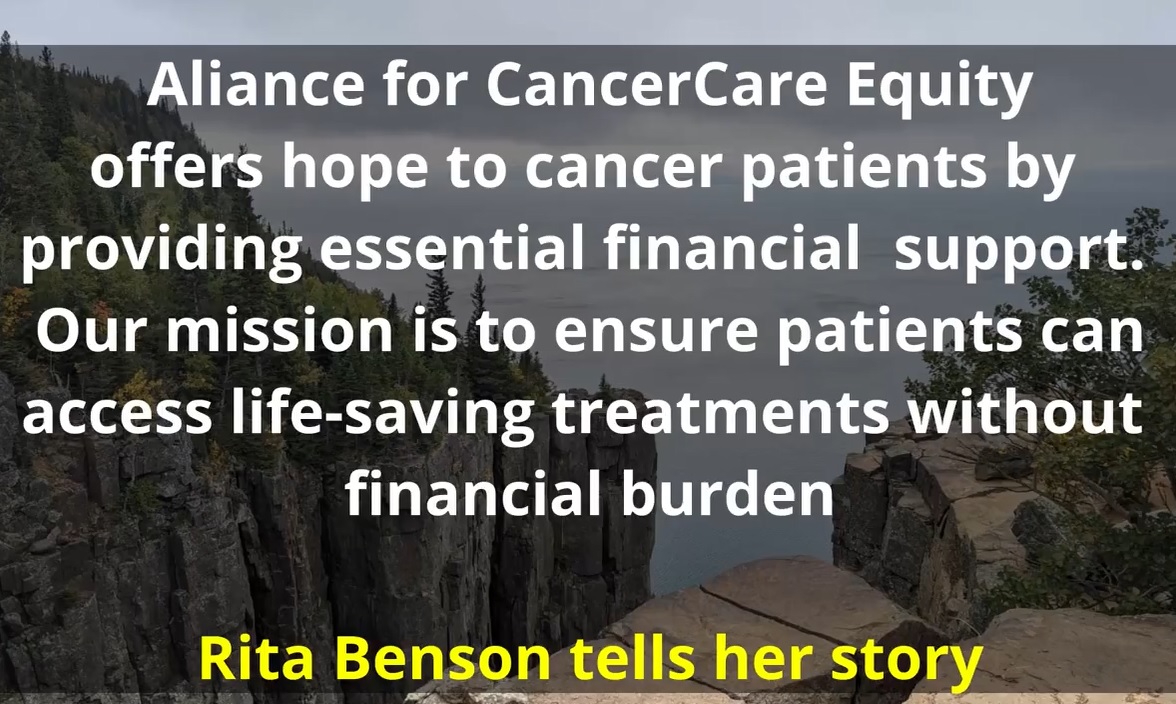 Aliance for CancerCare Equity
offers hope to cancer patients by
providing essential financial  support.
Our mission is to ensure patients can
access life-saving treatments without
financial burden
Rita Benson tells her story